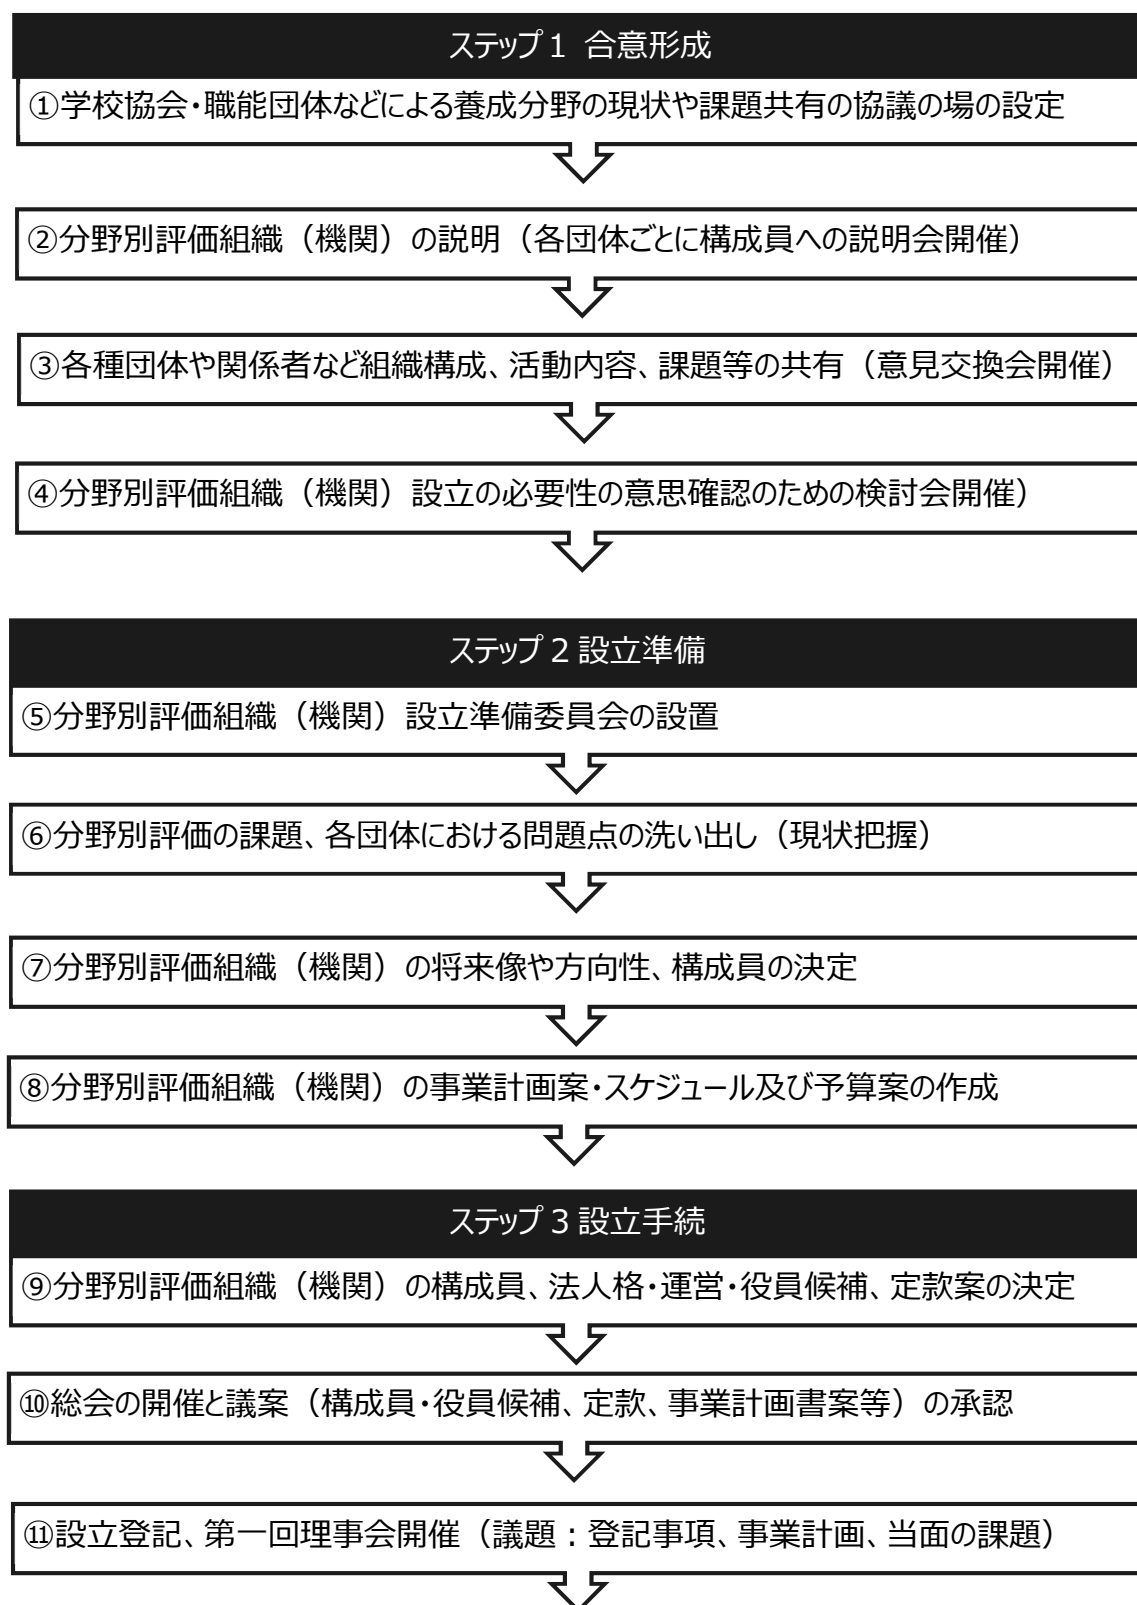 ステップ1 合意形成
①学校協会・職能団体などによる養成分野の現状や課題共有の協議の場の設定
②分野別評価組織（機関）の説明（各団体ごとに構成員への説明会開催）
③各種団体や関係者など組織構成、活動内容、課題等の共有（意見交換会開催）
④分野別評価組織（機関）設立の必要性の意思確認のための検討会開催）
ステップ2設立準備
⑤分野別評価組織（機関）設立準備委員会の設置
⑥分野別評価の課題、各団体における問題点の洗い出し（現状把握）
⑦分野別評価組織（機関）の将来像や方向性、構成員の決定
⑧分野別評価組織（機関）の事業計画案・スケジュール及び予算案の作成
ステップ3設立手続
⑨分野別評価組織（機関）の構成員、法人格・運営・役員候補、定款案の決定
⑩総会の開催と議案（構成員・役員候補、定款、事業計画書案等）の承認
⑪設立登記、第一回理事会開催（議題：登記事項、事業計画、当面の課題）